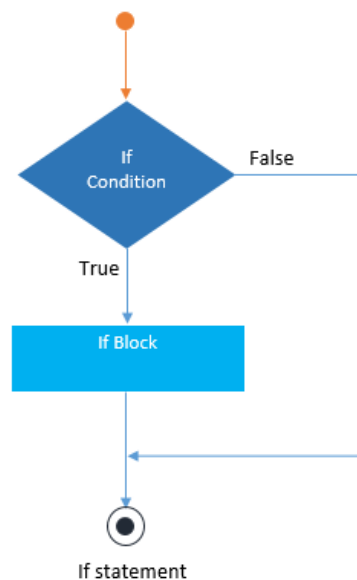 If
Condition
False
True
If Block
If statement